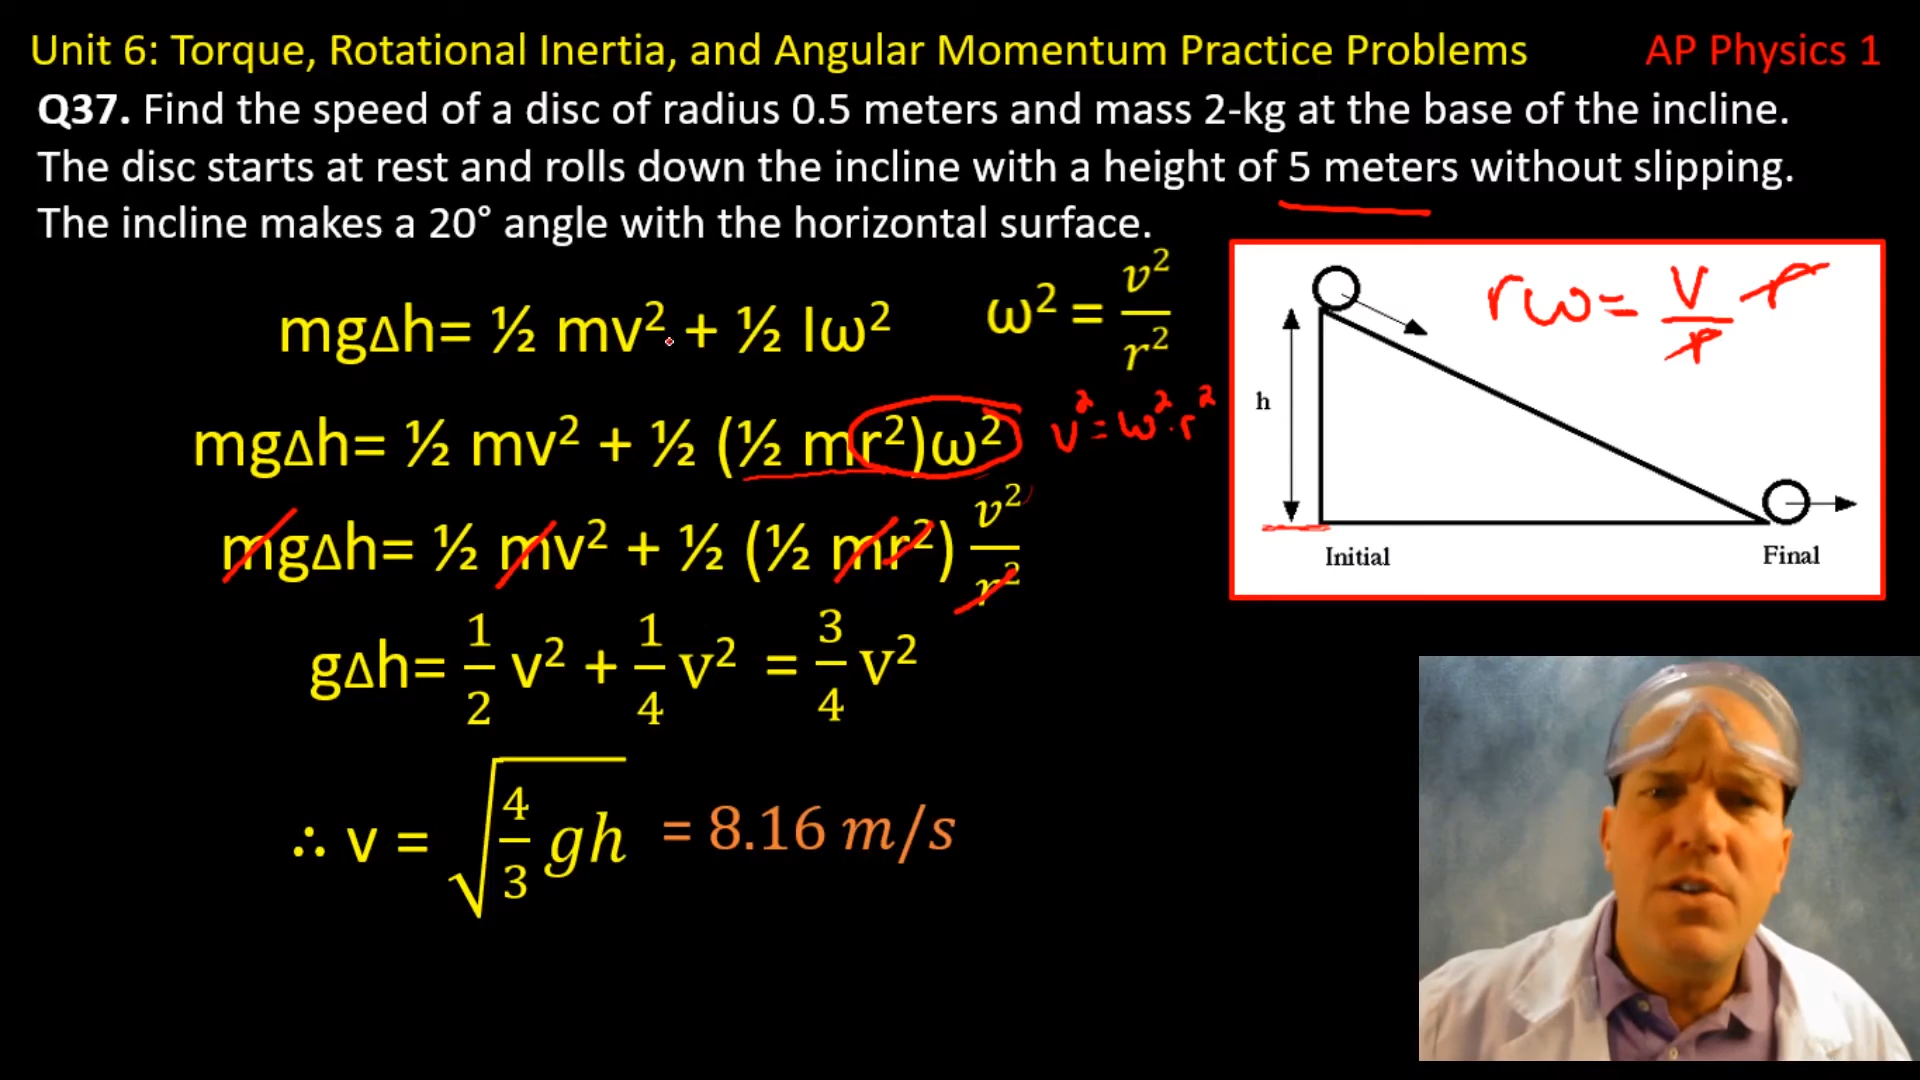 Unit 6: Torque, Rotational Inertia, and Angular Momentum Practice Problems AP Physics 1
Q37. Find the speed of a disc of radius 0.5 meters and mass 2-kg at the base of the incline.
The disc starts at rest and rolls down the incline with a height of 5 meters without slipping.
The incline makes a 20° angle with the horizontal surface.
mg∆h= ½ mv² + ½ Iω² ω² = v²/r²
mg∆h= ½ mv² + ½ (½ mr²)ω² v² = ω² · r²
mg∆h= ½ mv² + ½ (½ mr²) v²/r²
g∆h= 1/2 v² + 1/4 v² = 3/4 v²
∴ v = √(4/3 gh) = 8.16 m/s
rω = v/r r
h
Initial Final